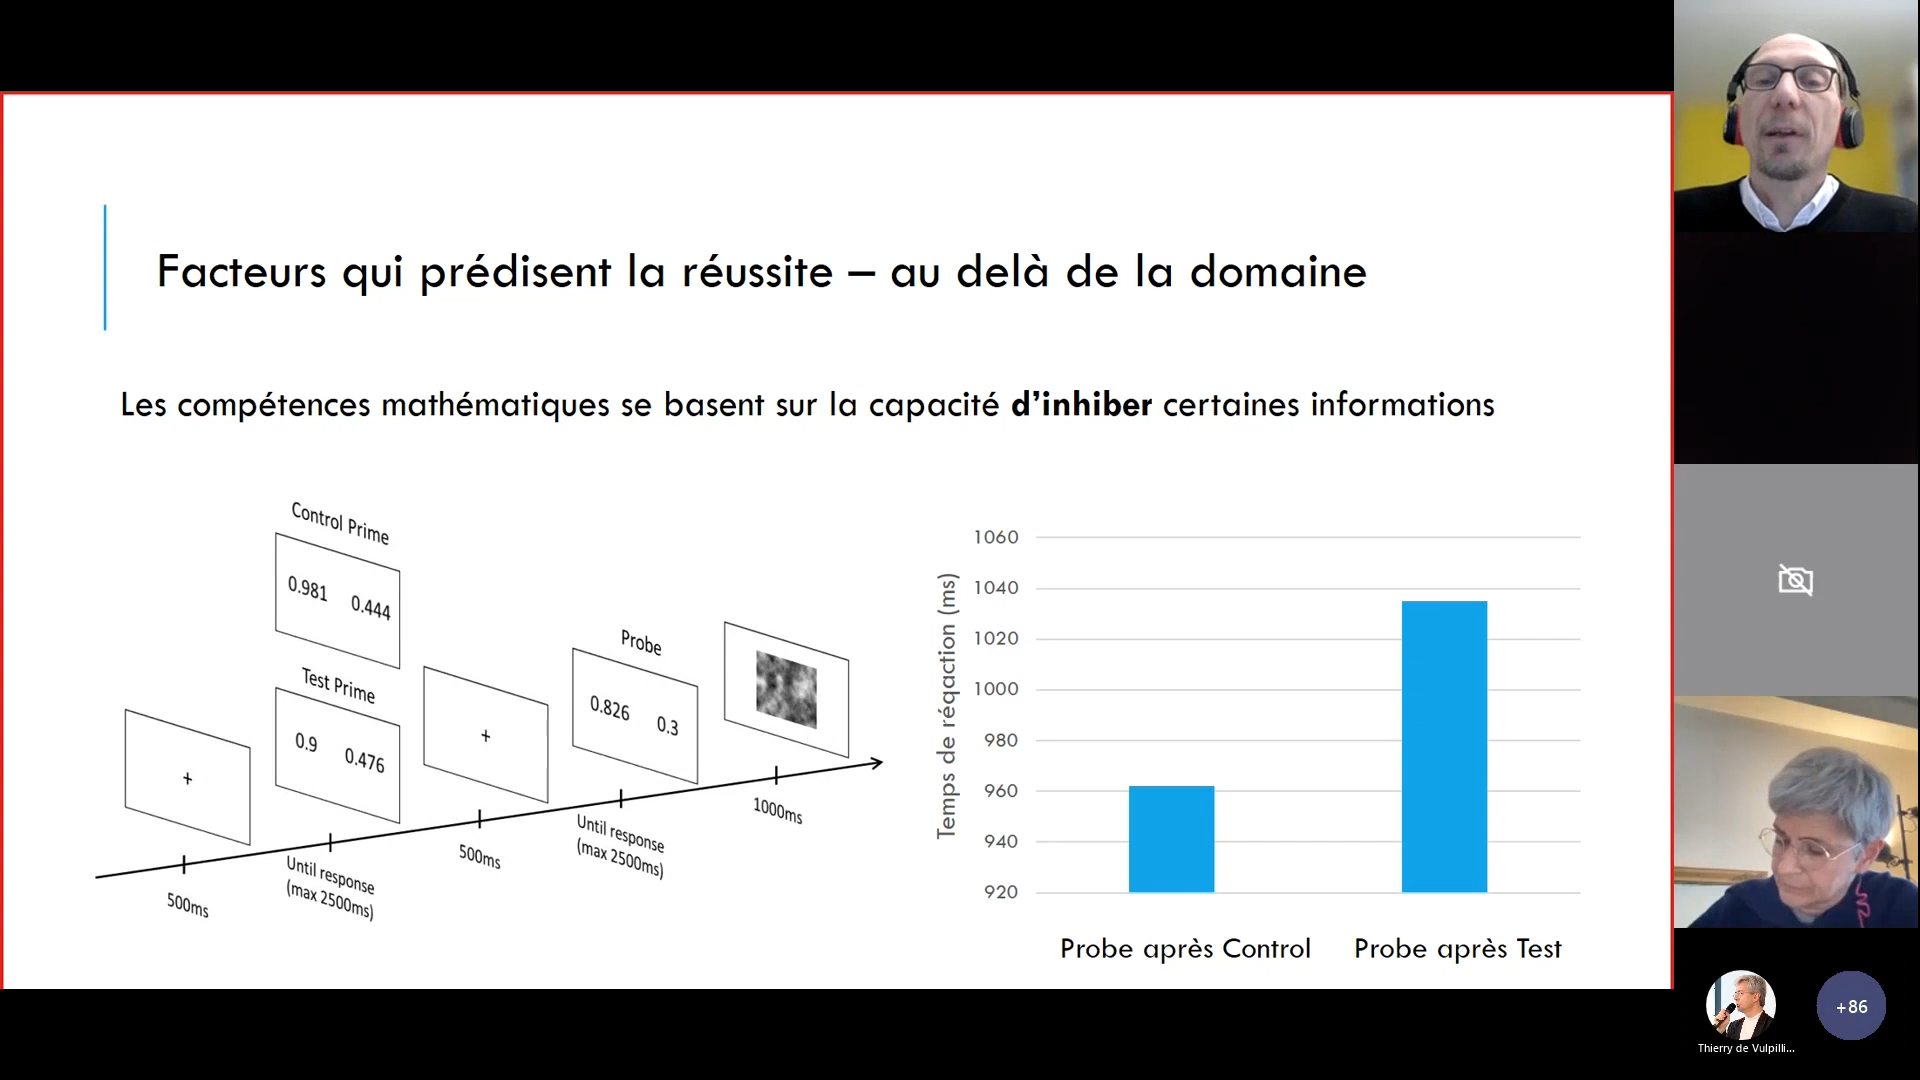 Facteurs qui prédisent la réussite – au delà de la domaine
Les compétences mathématiques se basent sur la capacité d’inhiber certaines informations
Control Prime
0.981 0.444
Test Prime
0.9 0.476
+
+
Probe
0.826 0.3
500ms
Until response
(max 2500ms)
500ms
Until response
(max 2500ms)
1000ms
Temps de réqaction (ms)
1060
1040
1020
1000
980
960
940
920
Probe après Control
Probe après Test
Thierry de Vulpilli...
+86